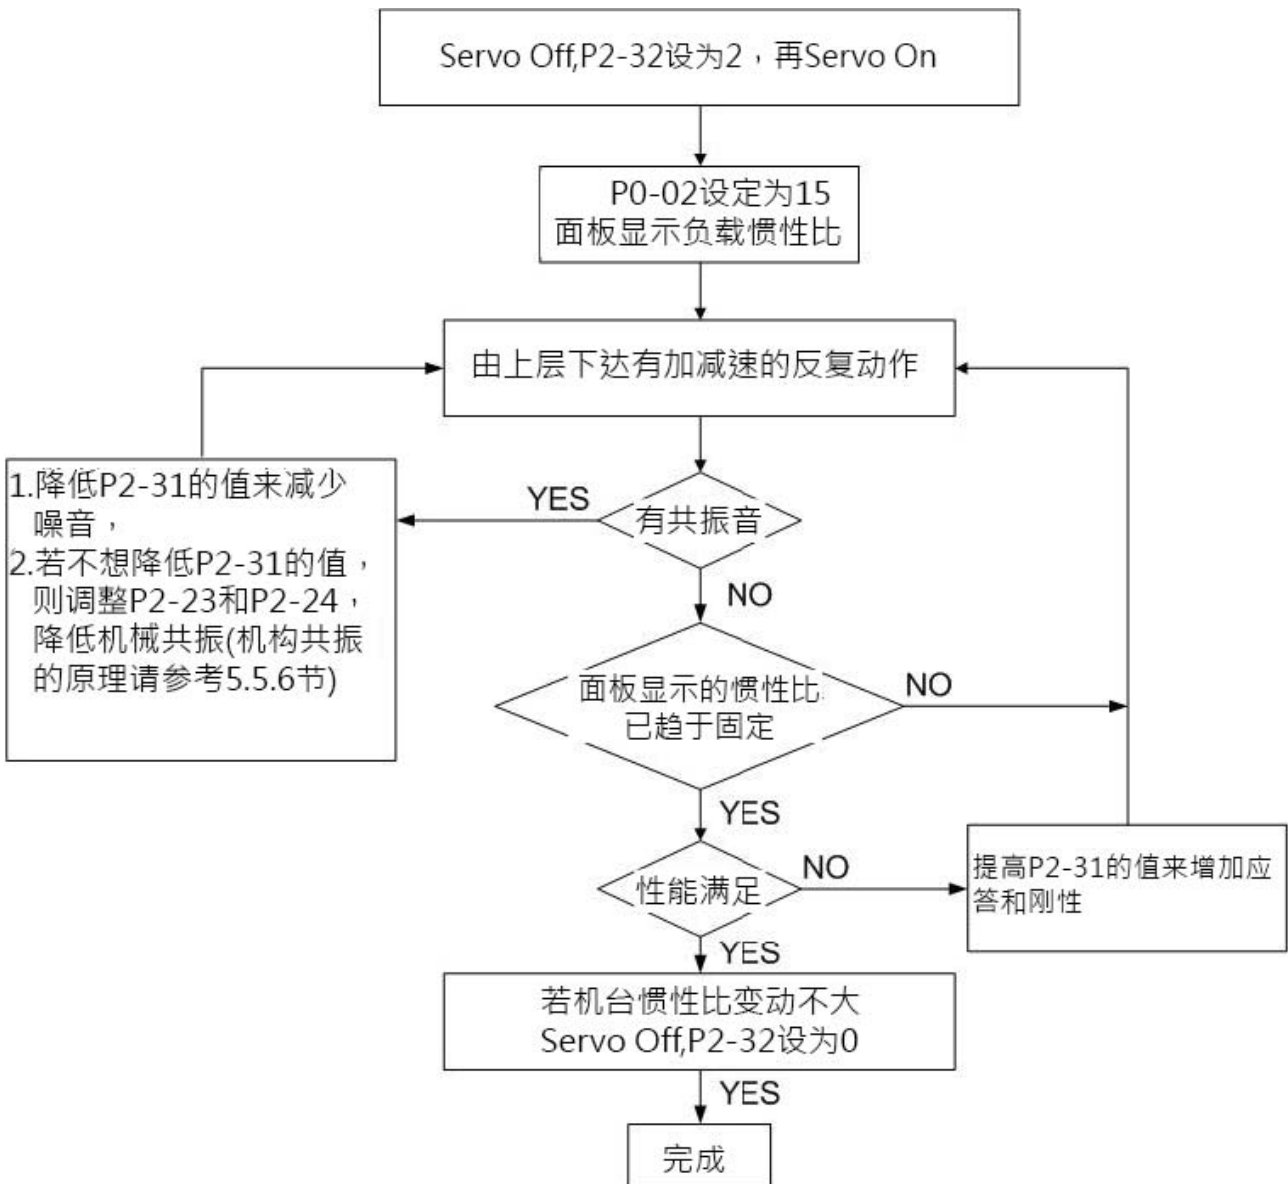 Servo Off,P2-32设为2，再Servo On
P0-02设定为15
面板显示负载惯性比
由上层下达有加减速的反复动作
1.降低P2-31的值来减少
噪音，
2.若不想降低P2-31的值，
则调整P2-23和P2-24，
降低机械共振(机构共振
的原理请参考5.5.6节)
YES
有共振音
NO
面板显示的惯性比
已趋于固定
NO
YES
性能满足
NO
提高P2-31的值来增加应
答和刚性
YES
若机台惯性比变动不大
Servo Off,P2-32设为0
YES
完成